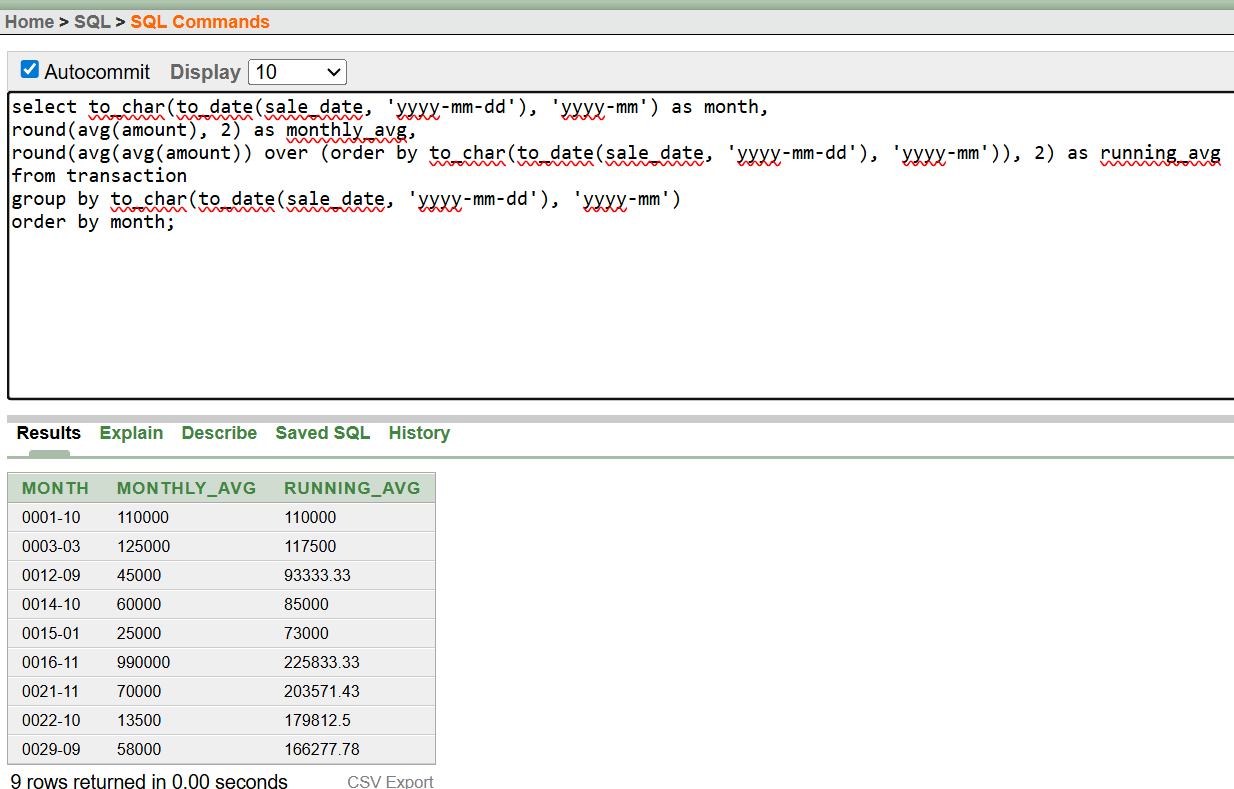 Home > SQL > SQL Commands
Autocommit Display 10
select to_char(to_date(sale_date, 'yyyy-mm-dd'), 'yyyy-mm') as month,
round(avg(amount), 2) as monthly_avg,
round(avg(avg(amount)) over (order by to_char(to_date(sale_date, 'yyyy-mm-dd'), 'yyyy-mm')), 2) as running_avg
from transaction
group by to_char(to_date(sale_date, 'yyyy-mm-dd'), 'yyyy-mm')
order by month;
Results Explain Describe Saved SQL History
MONTH MONTHLY_AVG RUNNING_AVG
0001-10 110000 110000
0003-03 125000 117500
0012-09 45000 93333.33
0014-10 60000 85000
0015-01 25000 73000
0016-11 990000 225833.33
0021-11 70000 203571.43
0022-10 13500 179812.5
0029-09 58000 166277.78
9 rows returned in 0.00 seconds CSV Export